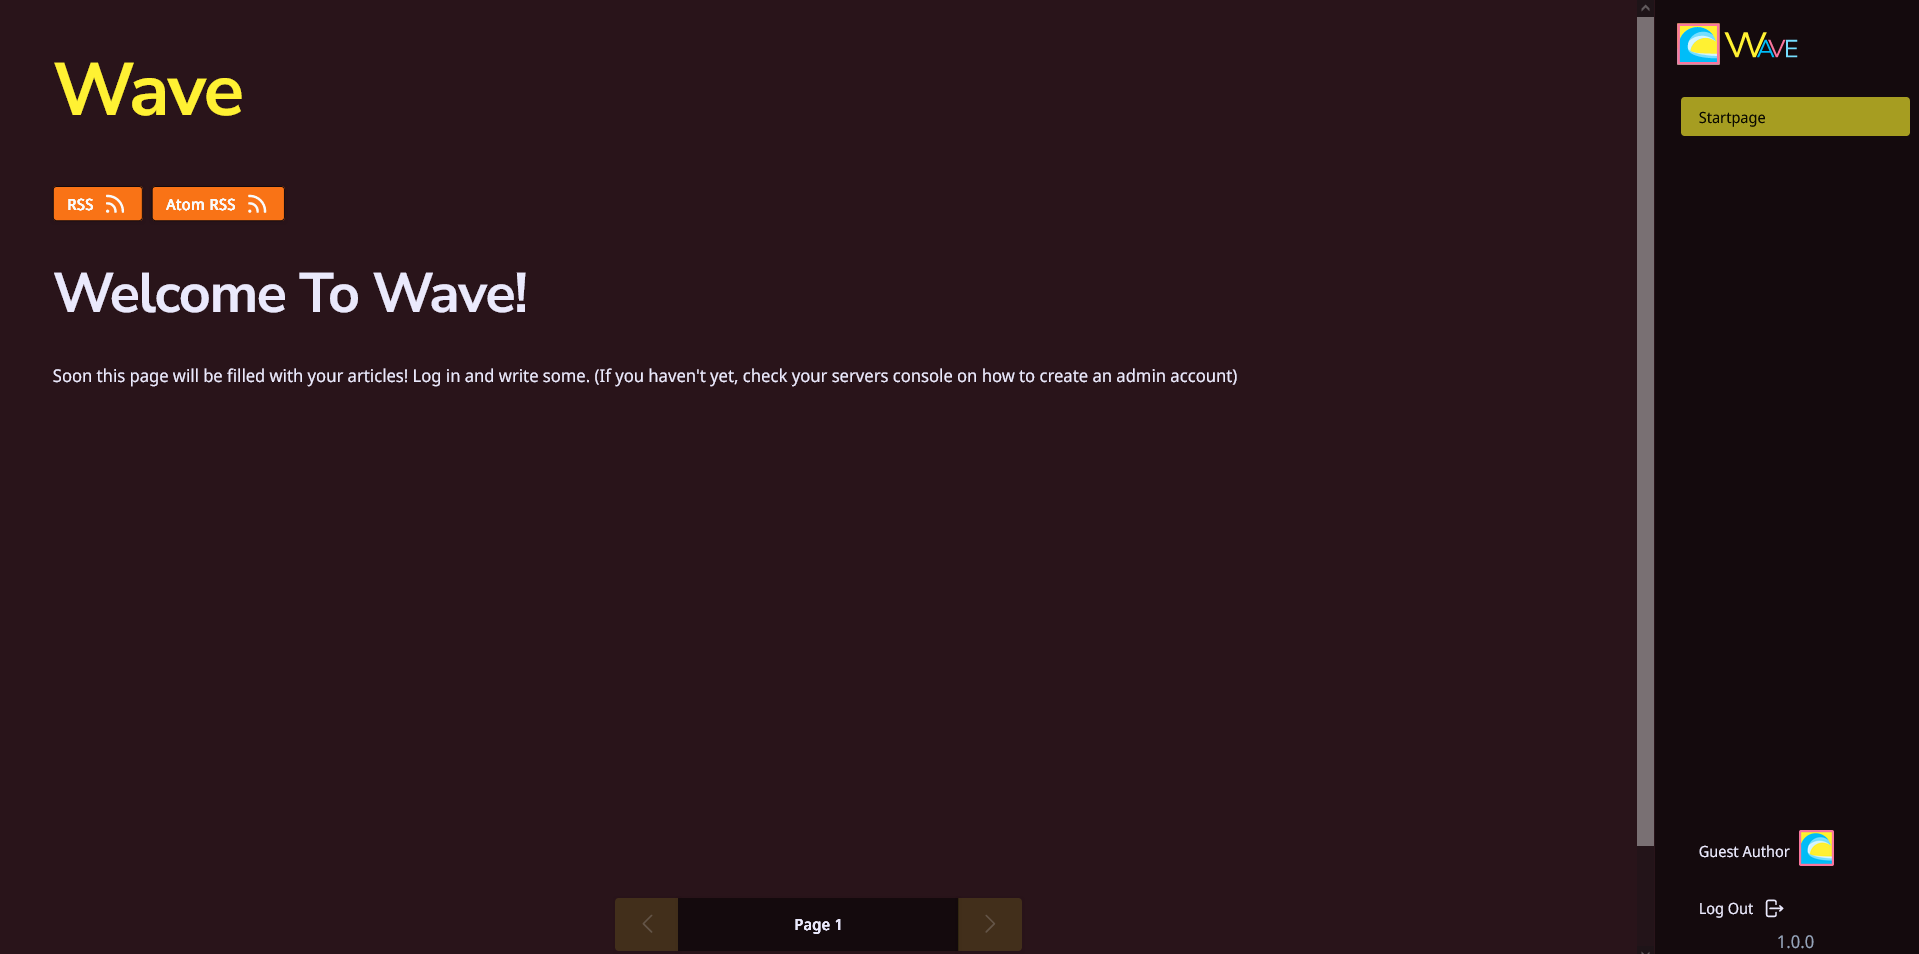 Wave
RSS
Atom RSS
Welcome To Wave!
Soon this page will be filled with your articles! Log in and write some. (If you haven't yet, check your servers console on how to create an admin account)
Page 1
WAVE
Startpage
Guest Author
Log Out
1.0.0